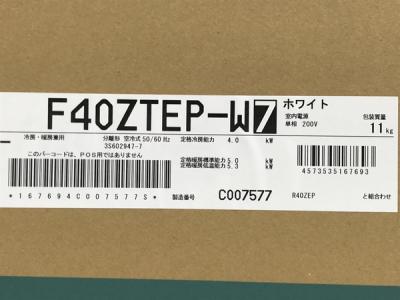 F40ZTEP-W7 ホワイト
冷房・暖房兼用 分離形 空冷式 50/60 Hz 定格冷房能力 4.0 kW 室内電源 単相 200V 包装質量 11kg
3S602947-7
このバーコードは、POS用ではありません
定格暖房標準能力 5.0 kW
定格暖房低温能力 5.3 kW
4573535167693
*167694C007577S* 製造番号 C007577 R40ZEP と組合わせ